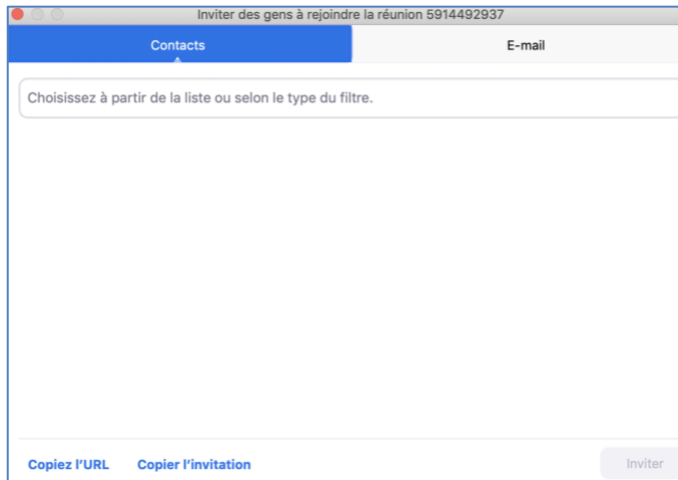 Inviter des gens à rejoindre la réunion 5914492937
Contacts E-mail
Choisissez à partir de la liste ou selon le type du filtre.
Copiez l'URL Copier l'invitation Inviter